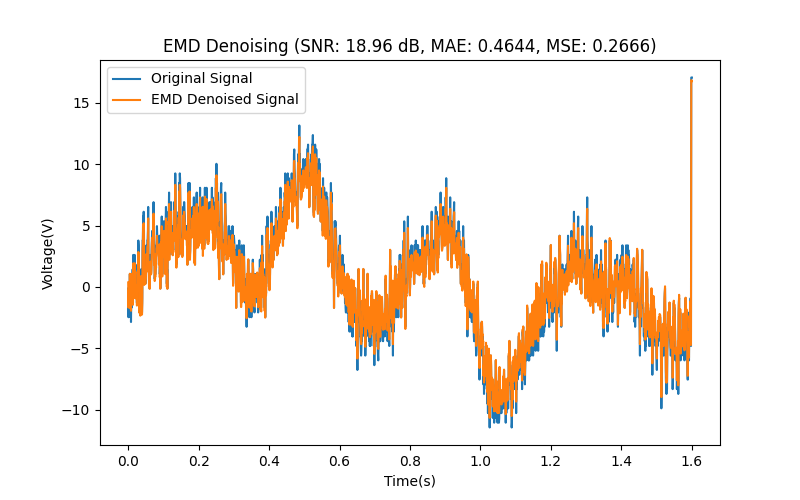 EMD Denoising (SNR: 18.96 dB, MAE: 0.4644, MSE: 0.2666)
Original Signal
EMD Denoised Signal
15
10
5
0
−5
−10
Voltage(V)
0.0 0.2 0.4 0.6 0.8 1.0 1.2 1.4 1.6
Time(s)